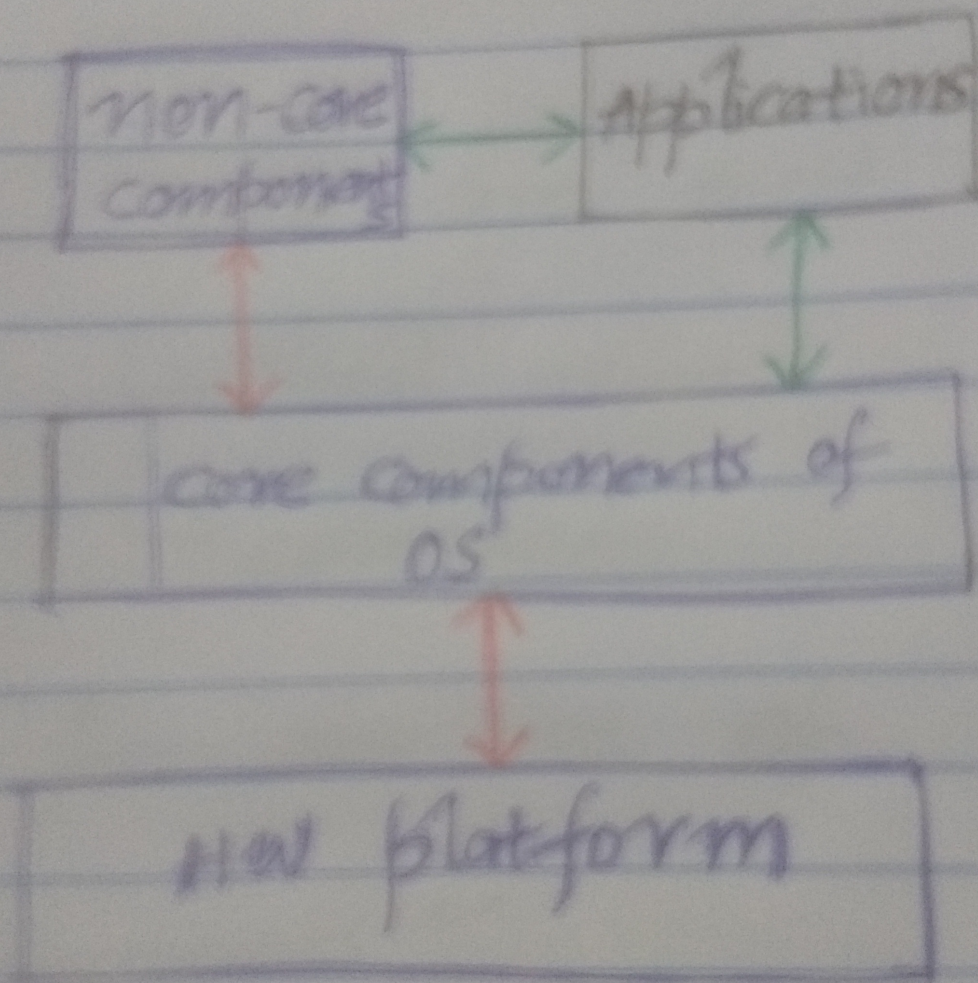 non-core
components
Applications
core components of
OS
HW platform